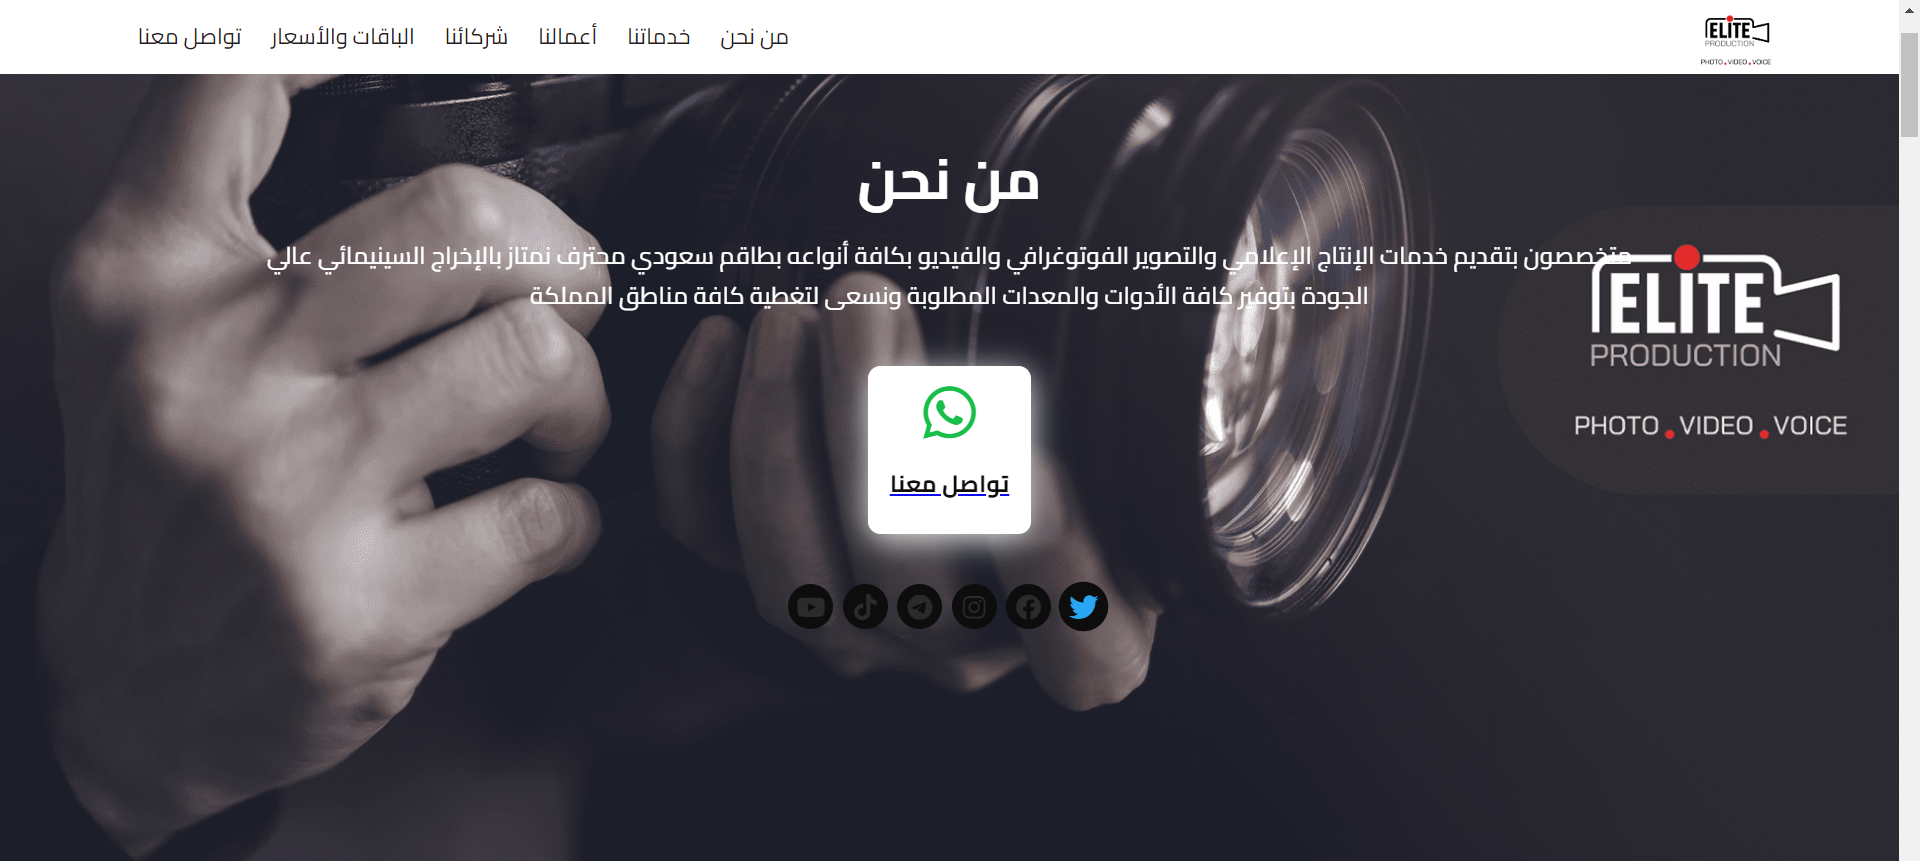 ELITE
PRODUCTION
PHOTO.VIDEO.VOICE
من نحن
خدماتنا
أعمالنا
شركائنا
الباقات والأسعار
تواصل معنا
من نحن
متخصصون بتقديم خدمات الإنتاج الإعلامي والتصوير الفوتوغرافي والفيديو بكافة أنواعه بطاقم سعودي محترف نمتاز بالإخراج السينيمائي عالي
الجودة بتوفير كافة الأدوات والمعدات المطلوبة ونسعى لتغطية كافة مناطق المملكة
ELITE
PRODUCTION
PHOTO.VIDEO.VOICE
تواصل معنا